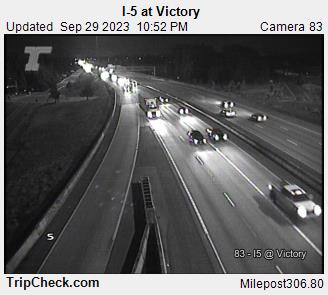 I-5 at Victory
Updated Sep 29 2023 10:52 PM Camera 83
T
S
83 - I5 @ Victory
TripCheck.com Milepost306.80